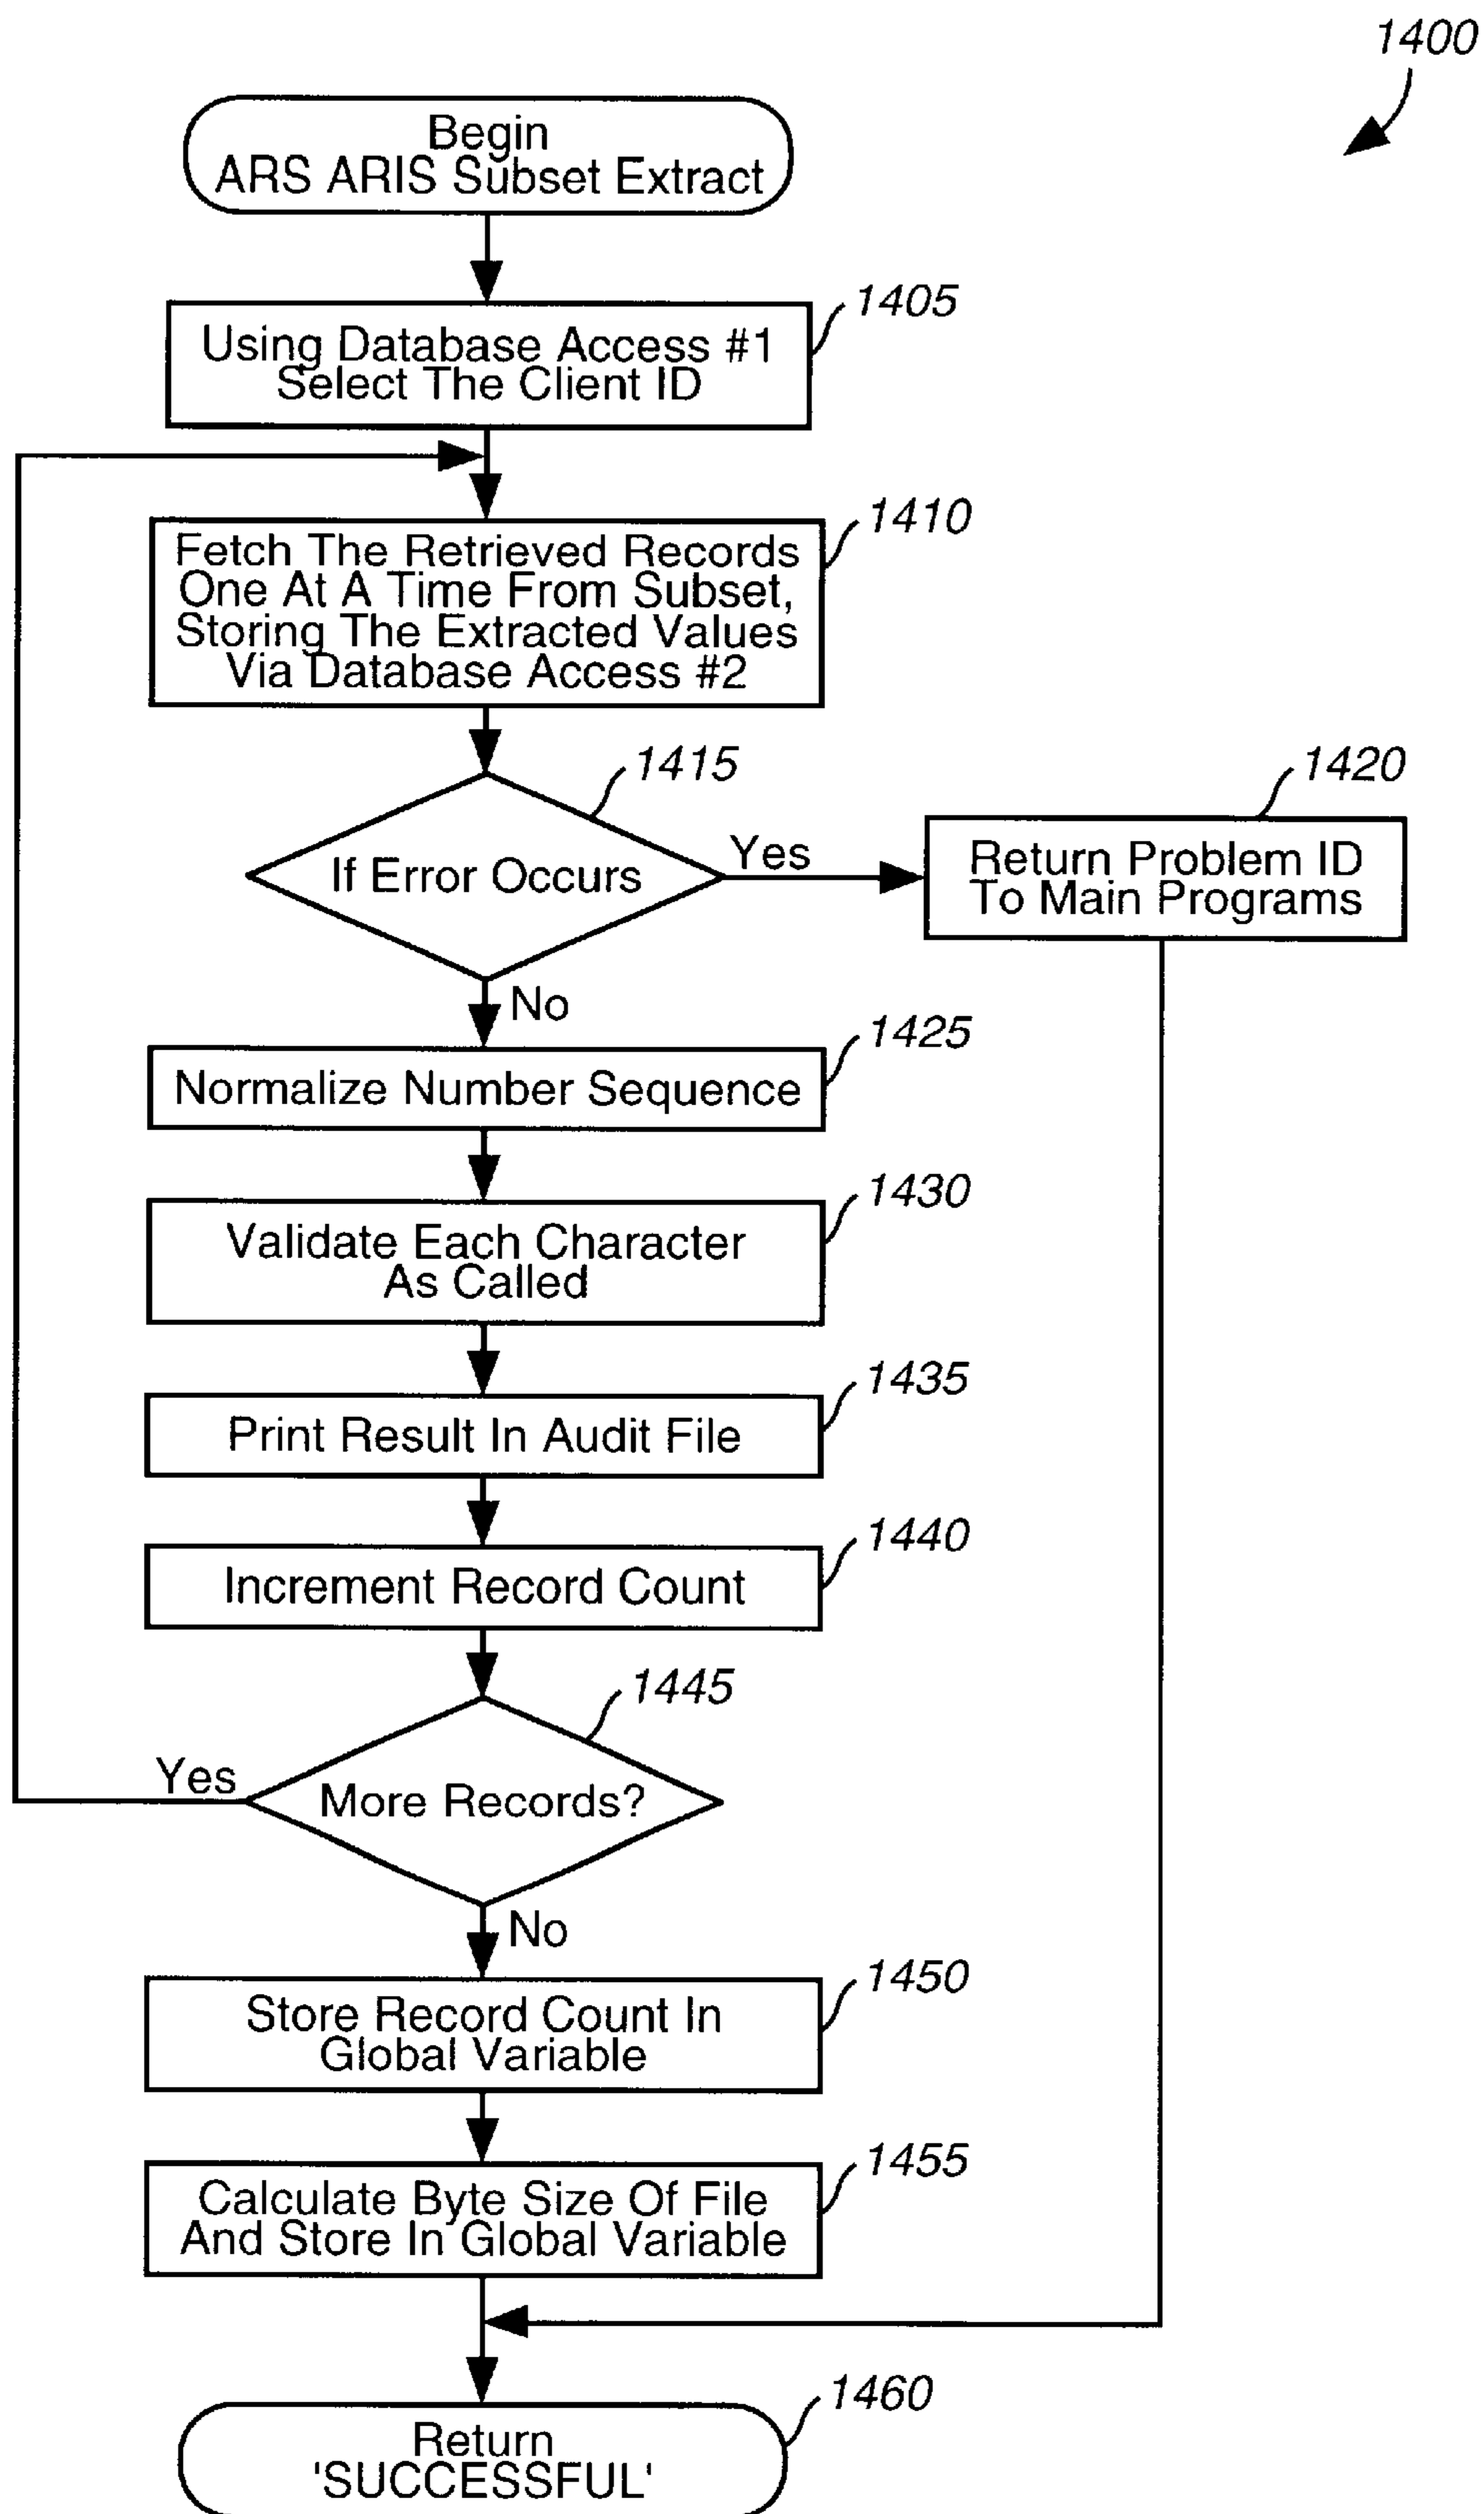 1400
Begin
ARS ARIS Subset Extract
1405
Using Database Access #1
Select The Client ID
1410
Fetch The Retrieved Records
One At A Time From Subset,
Storing The Extracted Values
Via Database Access #2
1415
If Error Occurs
Yes
1420
Return Problem ID
To Main Programs
No
1425
Normalize Number Sequence
1430
Validate Each Character
As Called
1435
Print Result In Audit File
1440
Increment Record Count
1445
More Records?
Yes
No
1450
Store Record Count In
Global Variable
1455
Calculate Byte Size Of File
And Store In Global Variable
1460
Return
'SUCCESSFUL'